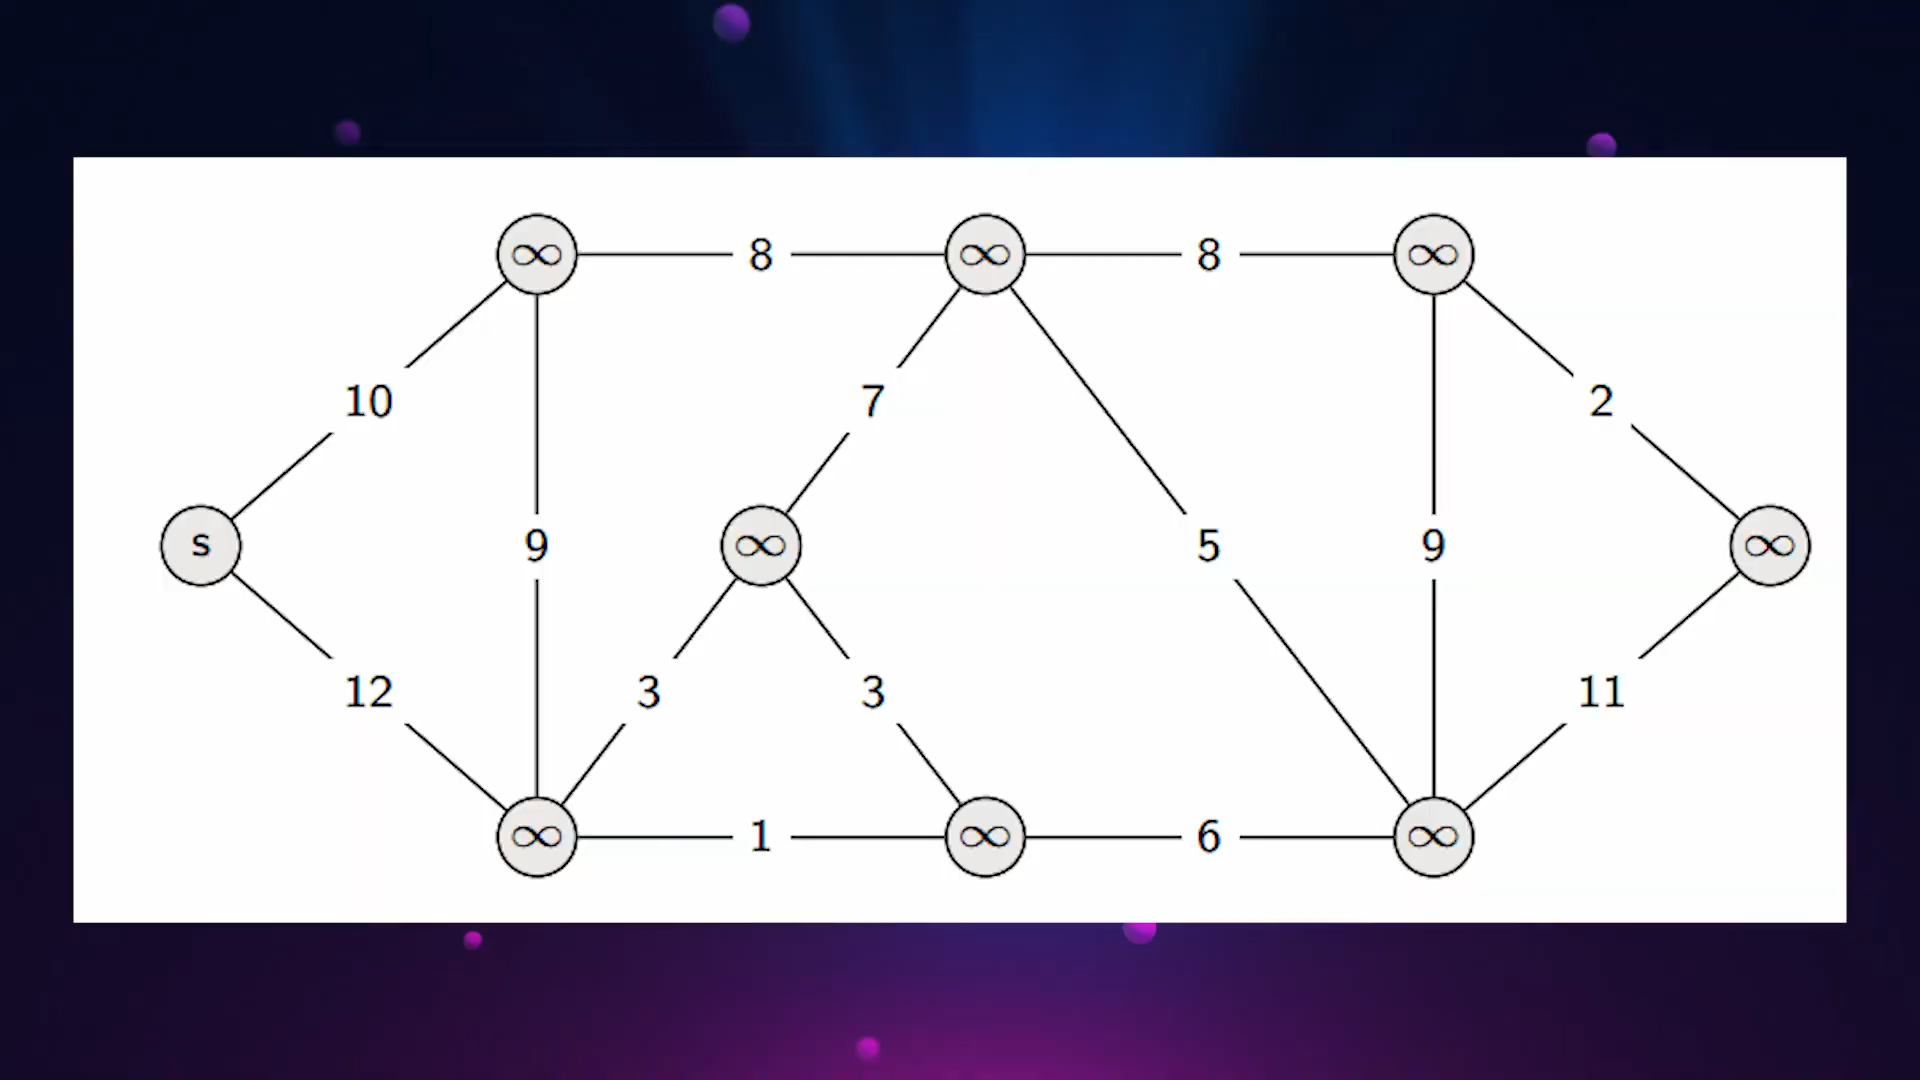 ∞ 8 ∞ 8 ∞
10 7 2
s 9 ∞ 5 9 ∞
12 3 3 11
∞ 1 ∞ 6 ∞